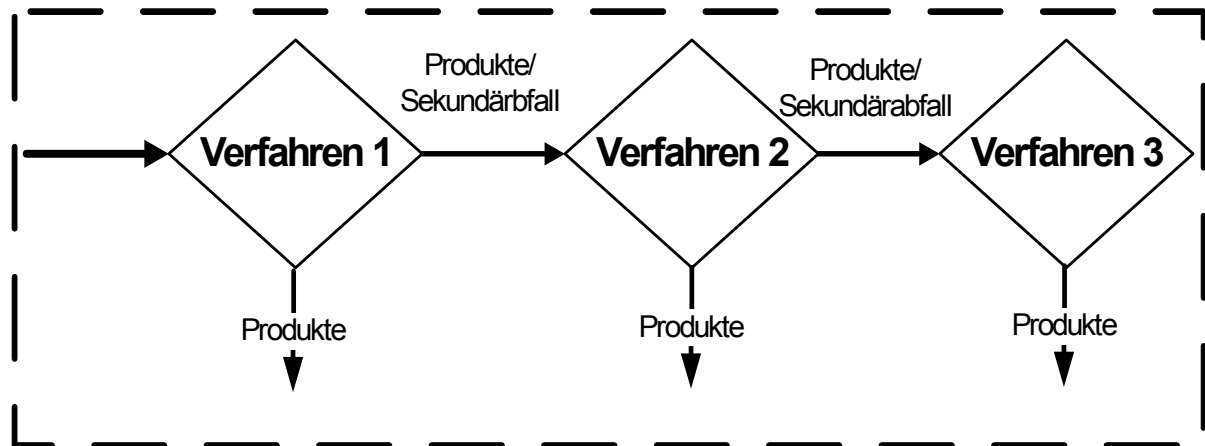 Produkte/
Sekundärbfall
Produkte/
Sekundärabfall
Verfahren 1
Verfahren 2
Verfahren 3
Produkte
Produkte
Produkte